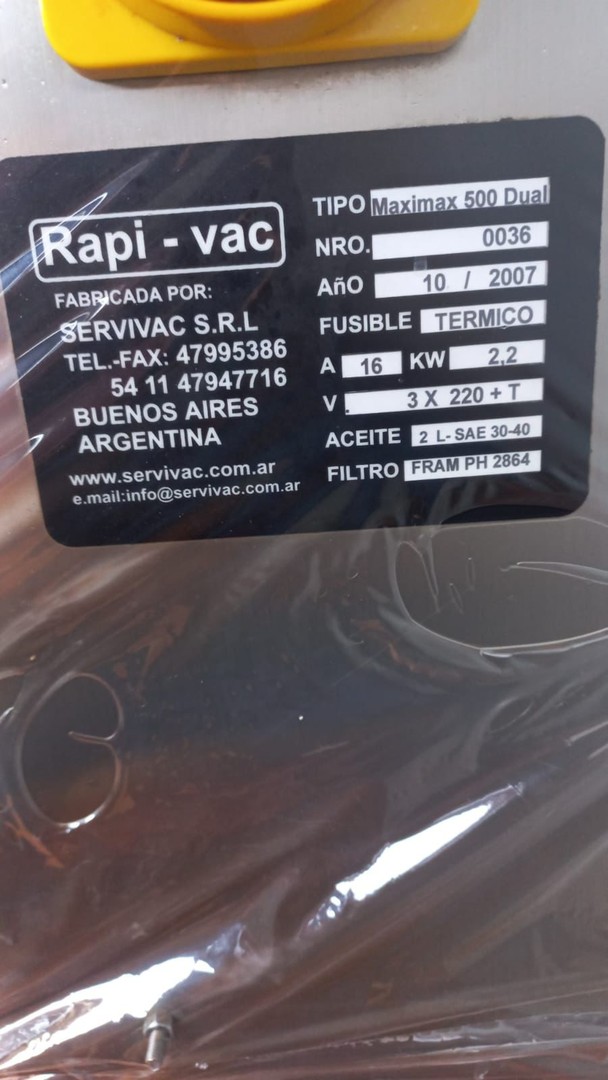 Rapi - vac
FABRICADA POR:
SERVIVAC S.R.L
TEL.-FAX: 47995386
54 11 47947716
BUENOS AIRES
ARGENTINA
www.servivac.com.ar
e.mail:info@servivac.com.ar
TIPO Maximax 500 Dual
NRO. 0036
AñO 10 / 2007
FUSIBLE TERMICO
A 16 KW 2,2
V 3 X 220 + T
ACEITE 2 L- SAE 30-40
FILTRO FRAM PH 2864